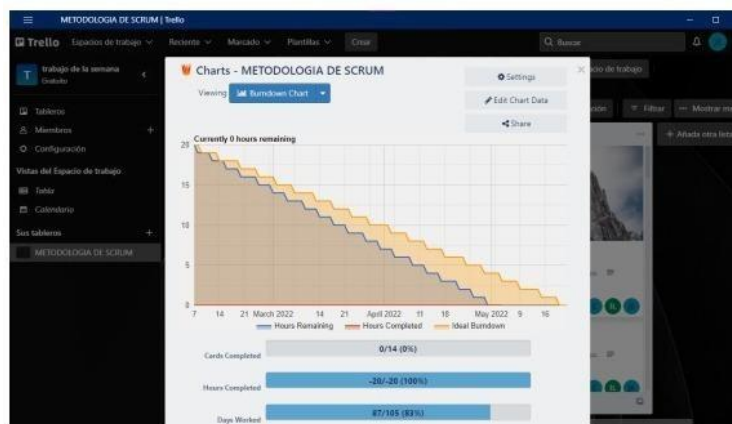 METODOLOGIA DE SCRUM | Trello
Trello Espacios de trabajo Reciente Marcado Plantillas Crear Buscar
T trabajo de la semana
Gratuito
Tableros
Miembros +
Configuración
Vistas del Espacio de trabajo
Tabla
Calendario
Sus tableros +
METODOLOGIA DE SCRUM
Charts - METODOLOGIA DE SCRUM
Viewing: Burndown Chart
Settings
Edit Chart Data
Share
Currently 0 hours remaining
20
15
10
5
0
7 14 21 March 2022 14 21 April 2022 11 18 May 2022 9 16
Hours Remaining Hours Completed Ideal Burndown
Cards Completed 0/14 (0%)
Hours Completed -20/-20 (100%)
Days Worked 87/105 (83%)
acio de trabajo
Filtrar Mostrar me
+ Añada otra lista